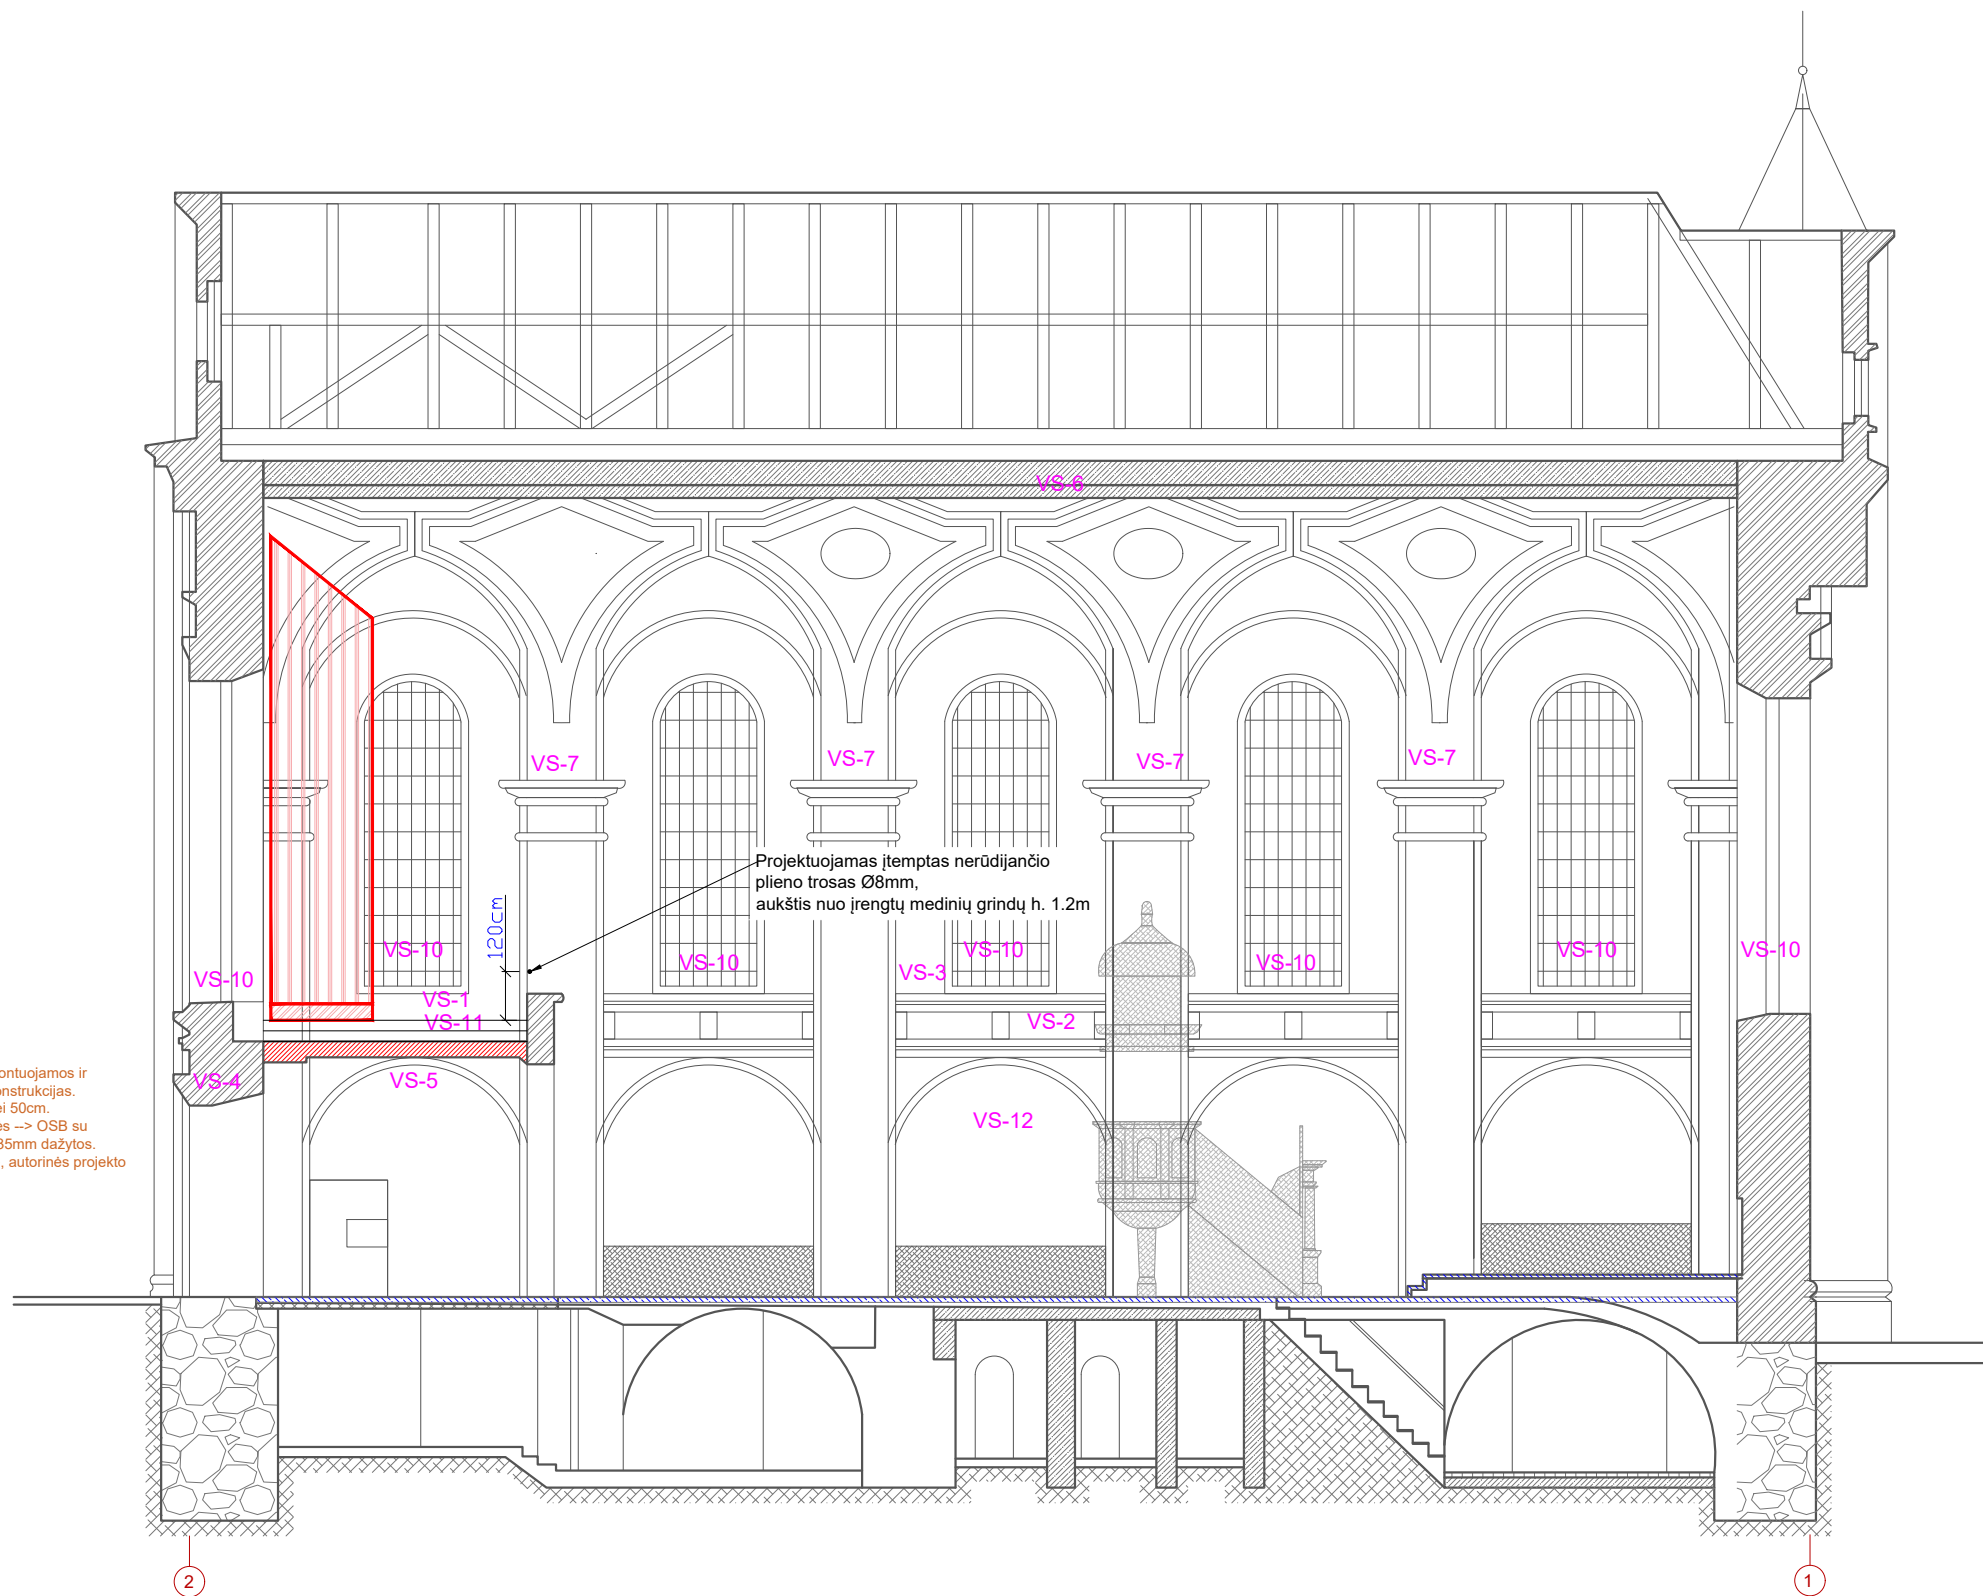 VS-6
VS-7
VS-7
VS-7
VS-7
Projektuojamas įtemptas nerūdijančio
plieno trosas Ø8mm,
aukštis nuo įrengtų medinių grindų h. 1.2m
120cm
VS-10
VS-10
VS-10
VS-10
VS-10
VS-10
VS-10
VS-3
VS-1
VS-11
VS-2
VS-4
VS-5
VS-12
ontuojamos ir
onstrukcijas.
ei 50cm.
es --> OSB su
35mm dažytos.
, autorinės projekto
2
1